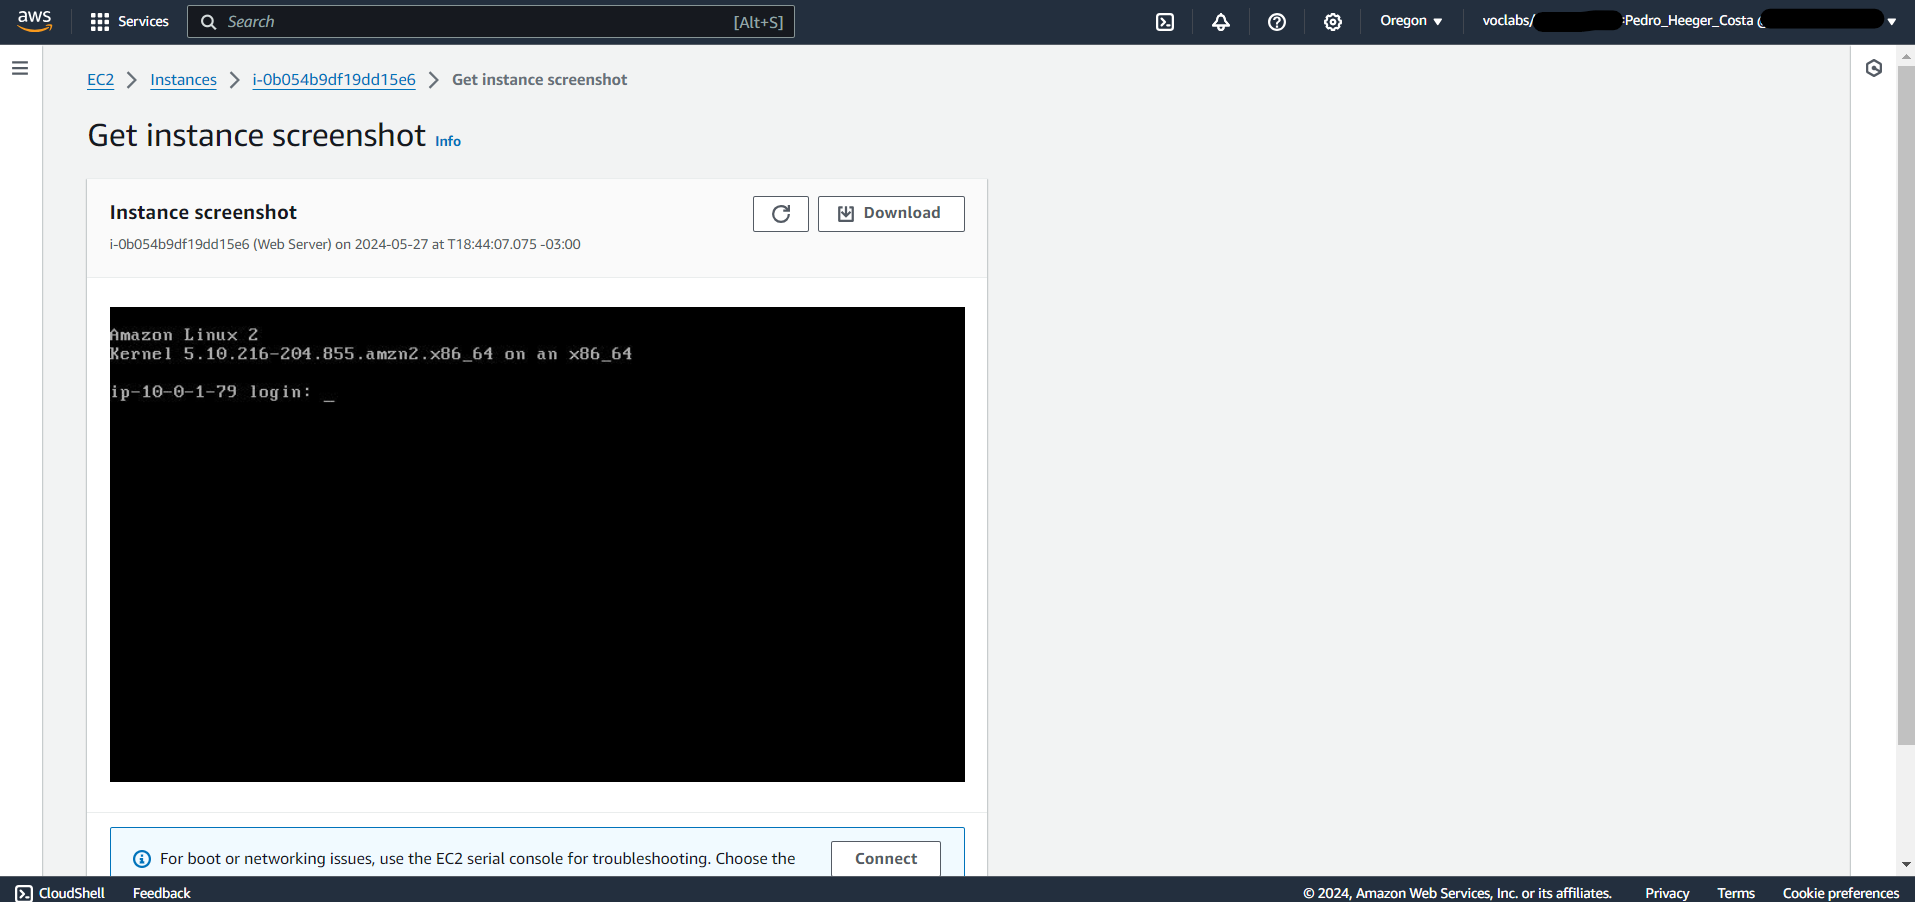 aws
Services
Search
[Alt+S]
Oregon
voclabs/
:Pedro_Heeger_Costa
EC2
Instances
i-0b054b9df19dd15e6
Get instance screenshot
Get instance screenshot
Info
Instance screenshot
Download
i-0b054b9df19dd15e6 (Web Server) on 2024-05-27 at T18:44:07.075 -03:00
Amazon Linux 2
Kernel 5.10.216-204.855.amzn2.x86_64 on an x86_64
ip-10-0-1-79 login: _
For boot or networking issues, use the EC2 serial console for troubleshooting. Choose the
Connect
CloudShell
Feedback
© 2024, Amazon Web Services, Inc. or its affiliates.
Privacy
Terms
Cookie preferences